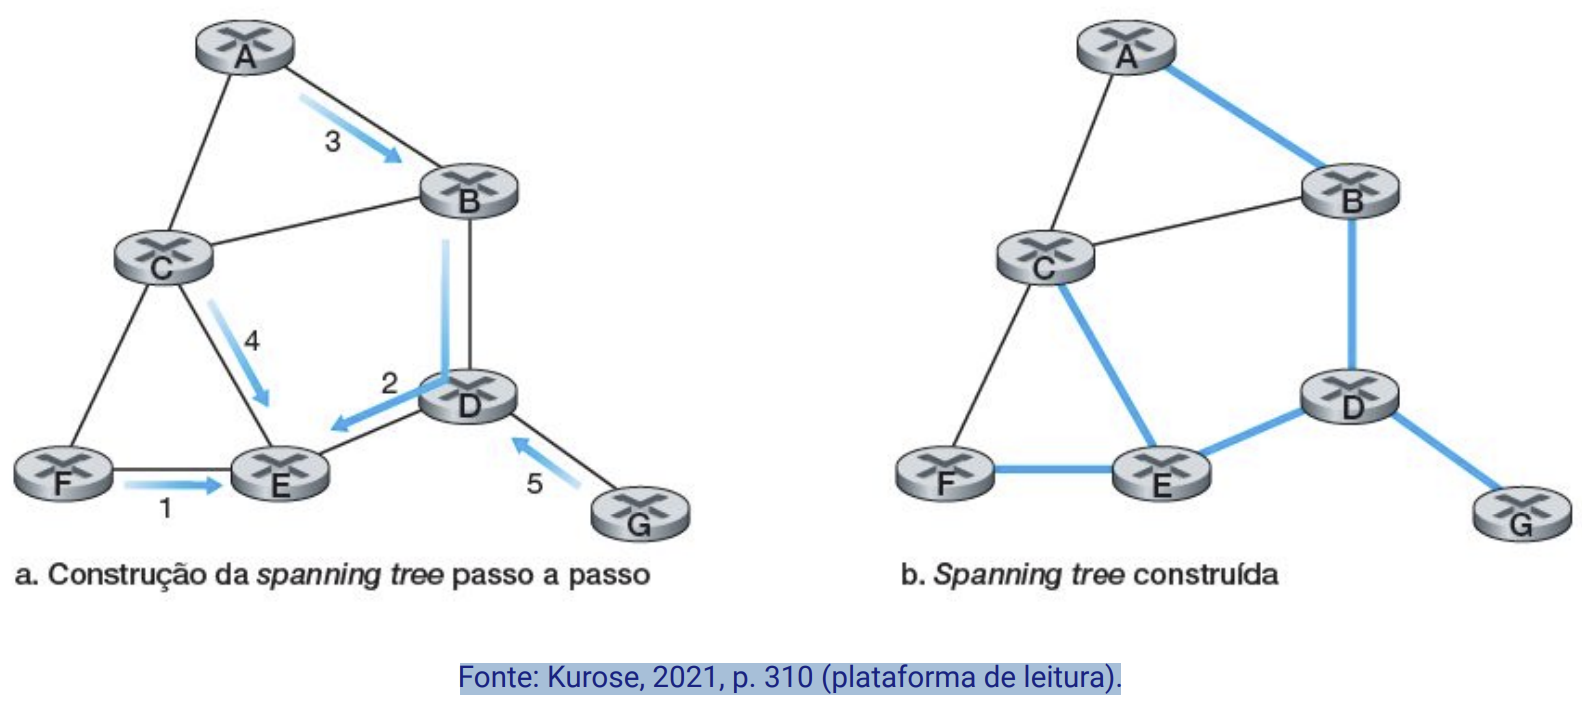 A
3
B
C
4
2
D
F
1
E
5
G
a. Construção da spanning tree passo a passo
A
B
C
D
F
E
G
b. Spanning tree construída
Fonte: Kurose, 2021, p. 310 (plataforma de leitura).